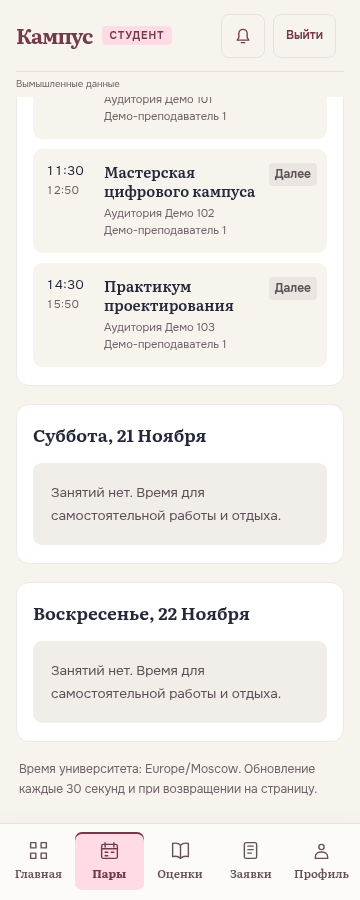 Кампус
СТУДЕНТ
Выйти
Вымышленные данные
Аудитория Демо 101
Демо-преподаватель 1
11:30
12:50
Мастерская
цифрового кампуса
Аудитория Демо 102
Демо-преподаватель 1
Далее
14:30
15:50
Практикум
проектирования
Аудитория Демо 103
Демо-преподаватель 1
Далее
Суббота, 21 Ноября
Занятий нет. Время для
самостоятельной работы и отдыха.
Воскресенье, 22 Ноября
Занятий нет. Время для
самостоятельной работы и отдыха.
Время университета: Europe/Moscow. Обновление
каждые 30 секунд и при возвращении на страницу.
Главная
Пары
Оценки
Заявки
Профиль